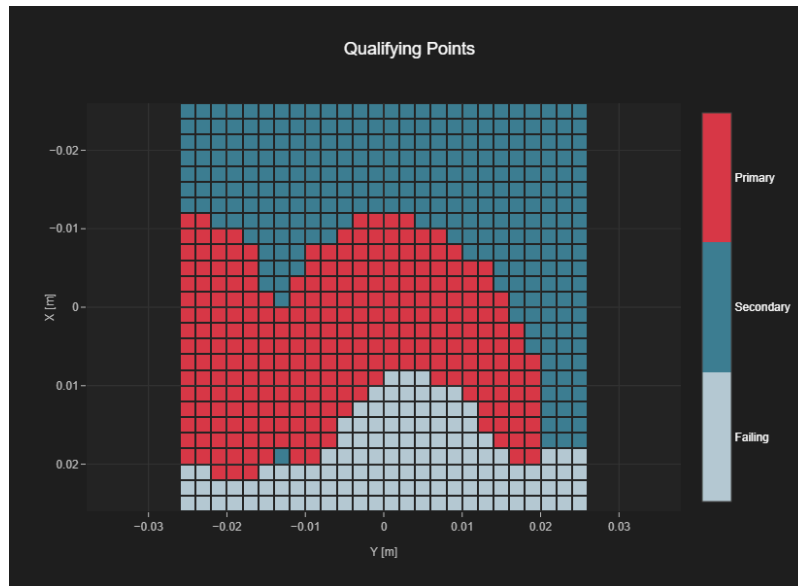 Qualifying Points
−0.02
−0.01
0
0.01
0.02
X [m]
−0.03
−0.02
−0.01
0
0.01
0.02
0.03
Y [m]
Primary
Secondary
Failing